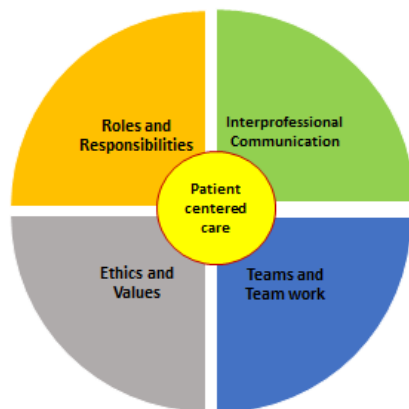 Roles and
Responsibilities
Interprofessional
Communication
Patient
centered
care
Ethics and
Values
Teams and
Team work